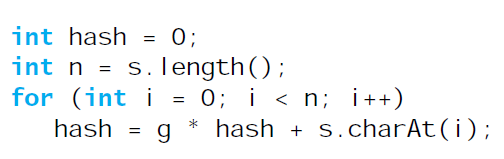 int hash = 0;
int n = s.length();
for (int i = 0; i < n; i++)
hash = g * hash + s.charAt(i);